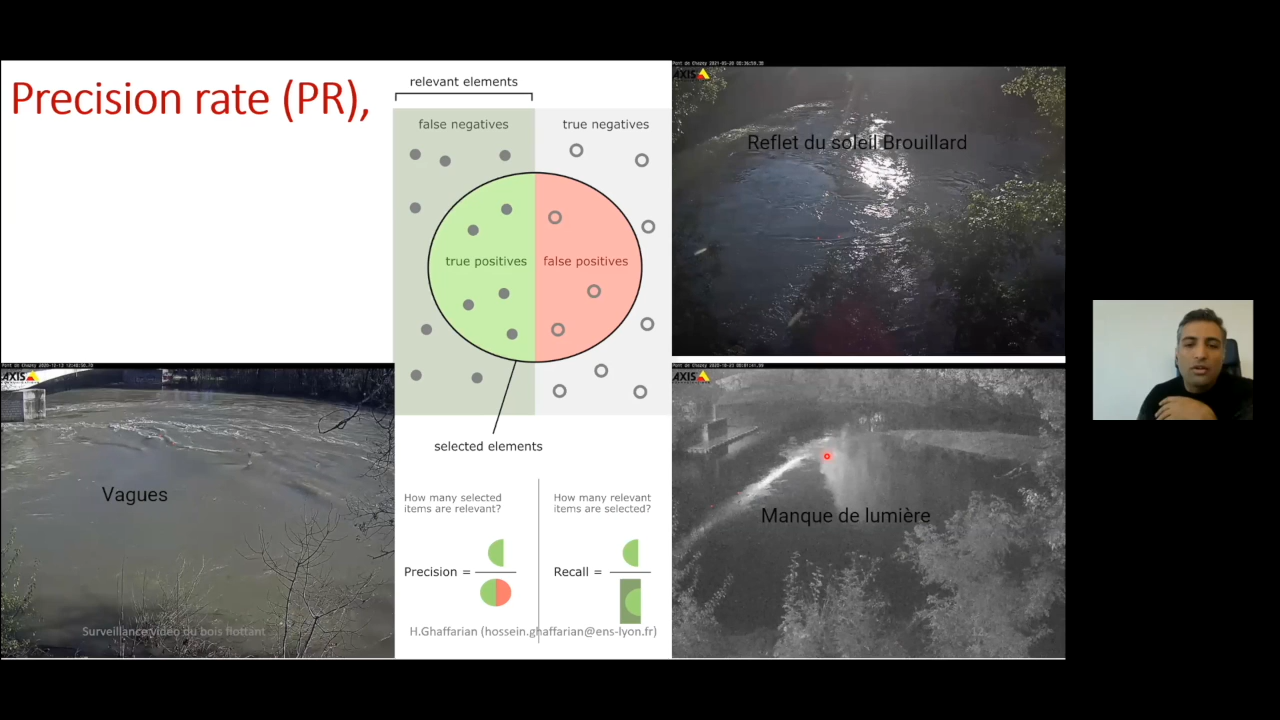 Precision rate (PR),
relevant elements
false negatives
true negatives
true positives
false positives
selected elements
How many selected
items are relevant?
How many relevant
items are selected?
Precision =
Recall =
H.Ghaffarian (hossein.ghaffarian@ens-lyon.fr)
AXIS
Reflet du soleil Brouillard
AXIS
Vagues
Surveillance video du bois flottant
AXIS
Manque de lumière